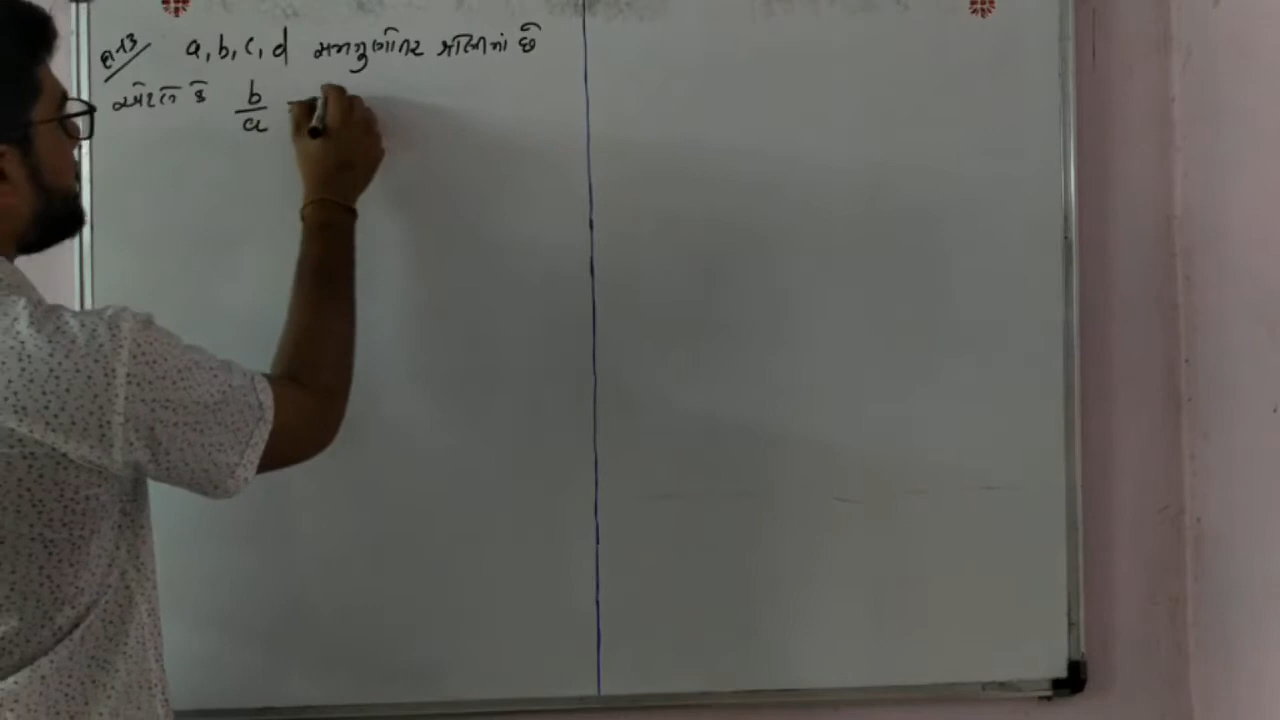 દા.13 a, b, c, d સમગુણોત્તર શ્રેણીમાં છે
એટલે કે b/a =